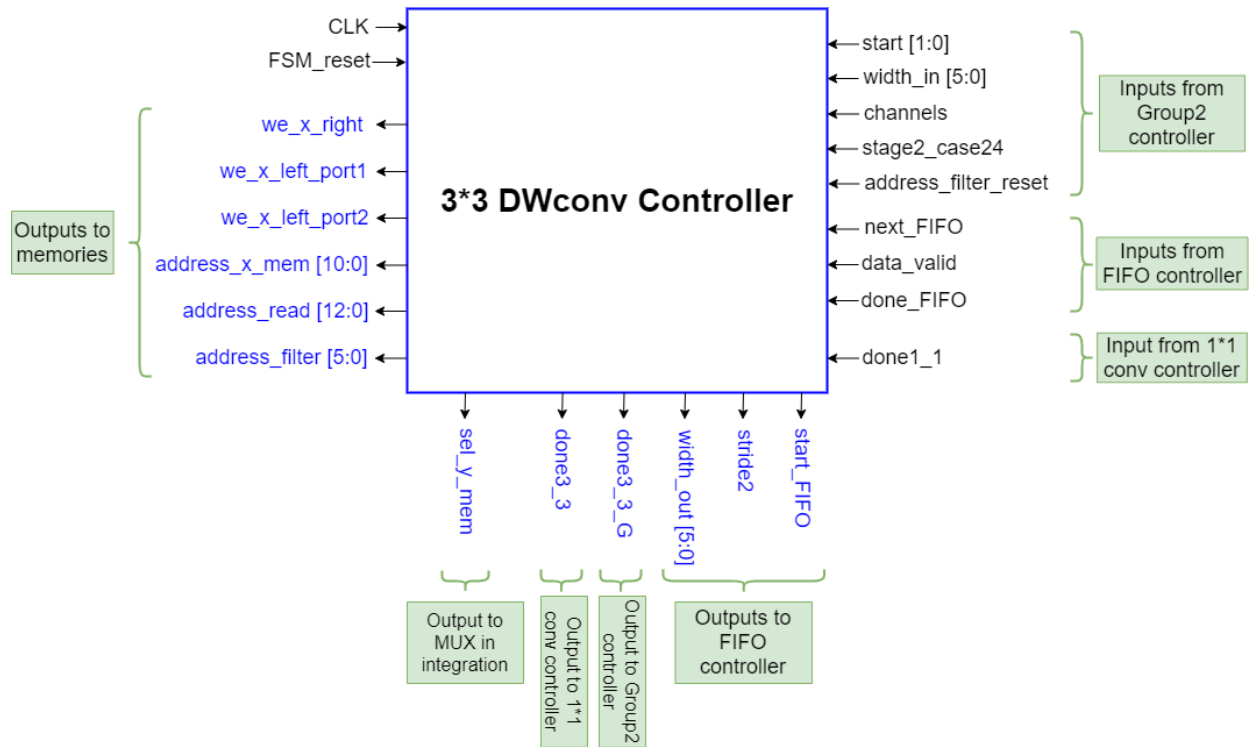 CLK
FSM_reset
we_x_right
we_x_left_port1
we_x_left_port2
address_x_mem [10:0]
address_read [12:0]
address_filter [5:0]
Outputs to
memories
3*3 DWconv Controller
start [1:0]
width_in [5:0]
channels
stage2_case24
address_filter_reset
next_FIFO
data_valid
done_FIFO
done1_1
Inputs from
Group2
controller
Inputs from
FIFO controller
Input from 1*1
conv controller
sel_y_mem
done3_3
done3_3_G
width_out [5:0]
stride2
start_FIFO
Output to
MUX in
integration
Output to 1*1
conv controller
Output to Group2
controller
Outputs to
FIFO
controller